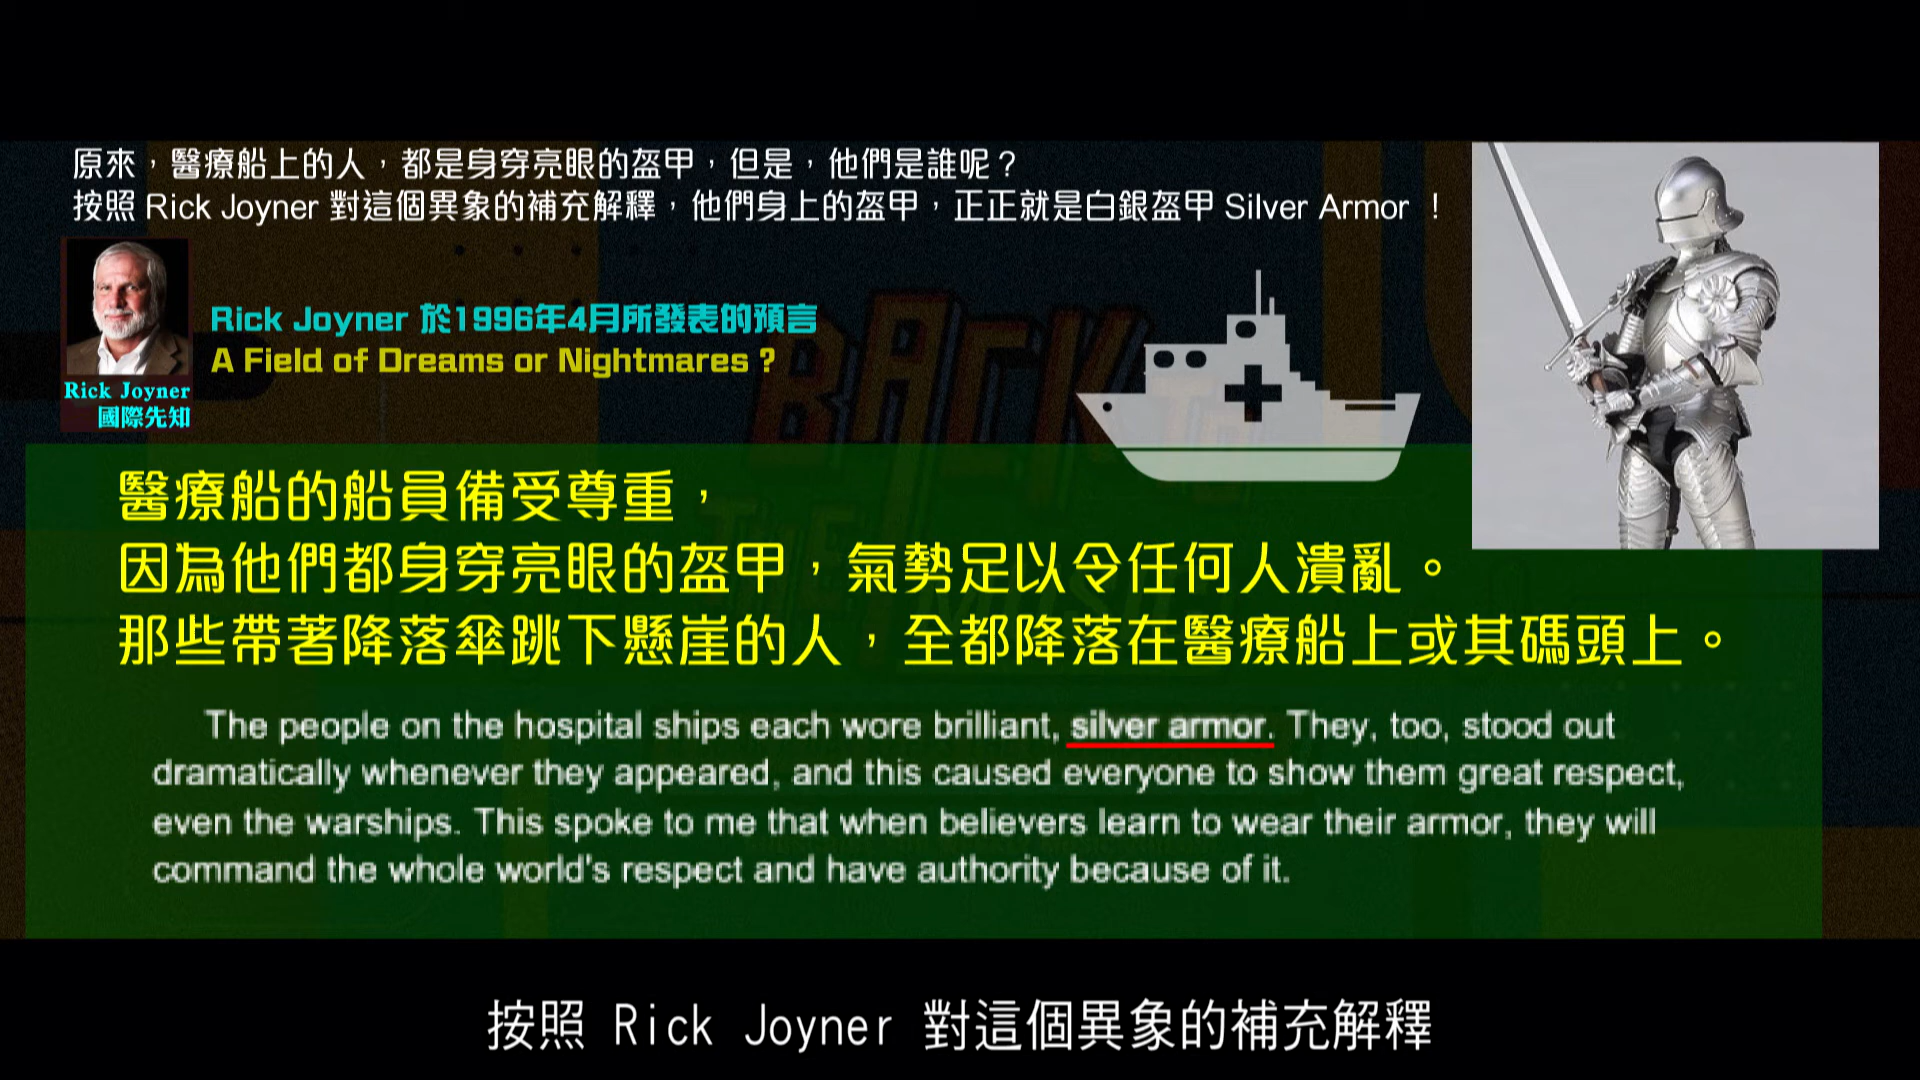 原來，醫療船上的人，都是身穿亮眼的盔甲，但是，他們是誰呢？
按照 Rick Joyner 對這個異象的補充解釋，他們身上的盔甲，正正就是白銀盔甲 Silver Armor ！
Rick Joyner 於1996年4月所發表的預言
A Field of Dreams or Nightmares ?
Rick Joyner
國際先知
醫療船的船員備受尊重，
因為他們都身穿亮眼的盔甲，氣勢足以令任何人潰亂。
那些帶著降落傘跳下懸崖的人，全都降落在醫療船上或其碼頭上。
The people on the hospital ships each wore brilliant, silver armor. They, too, stood out
dramatically whenever they appeared, and this caused everyone to show them great respect,
even the warships. This spoke to me that when believers learn to wear their armor, they will
command the whole world's respect and have authority because of it.
BACK TO
THE
按照 Rick Joyner 對這個異象的補充解釋